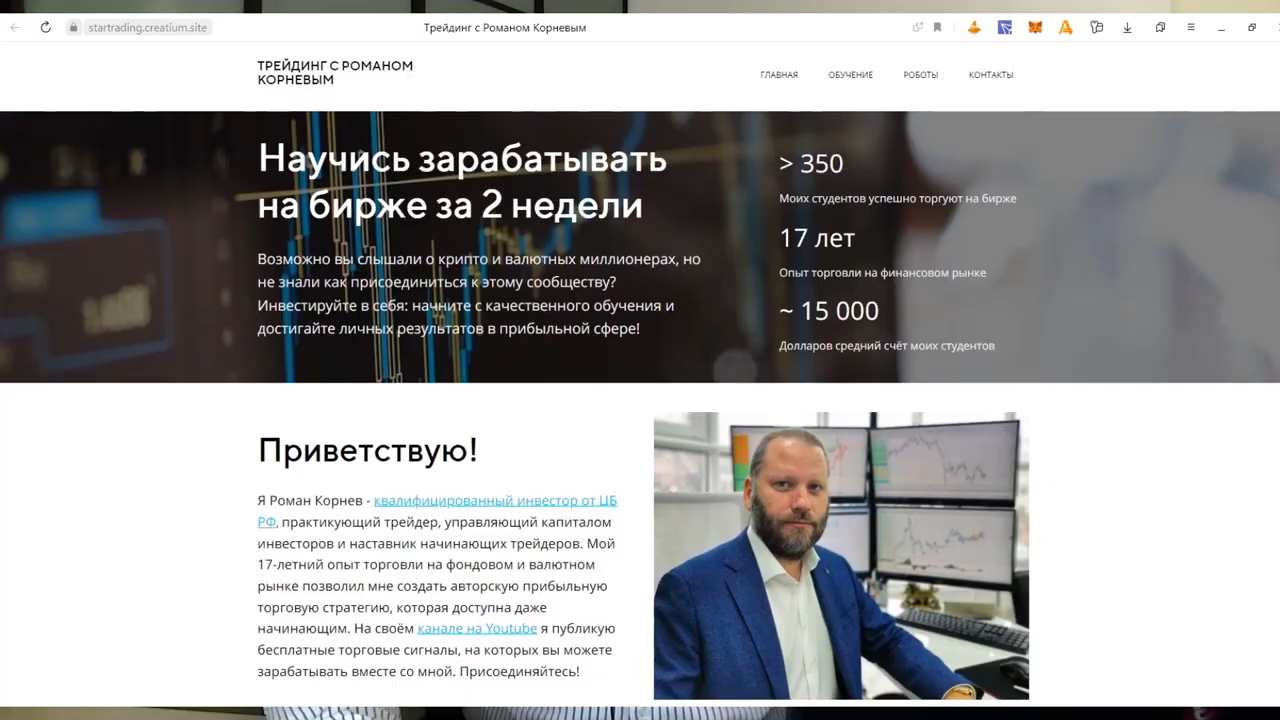 startrading.creatium.site
Трейдинг с Романом Корневым
ТРЕЙДИНГ С РОМАНОМ
КОРНЕВЫМ
ГЛАВНАЯ
ОБУЧЕНИЕ
РОБОТЫ
КОНТАКТЫ
Научись зарабатывать
на бирже за 2 недели
Возможно вы слышали о крипто и валютных миллионерах, но
не знали как присоединиться к этому сообществу?
Инвестируйте в себя: начните с качественного обучения и
достигайте личных результатов в прибыльной сфере!
> 350
Моих студентов успешно торгуют на бирже
17 лет
Опыт торговли на финансовом рынке
~ 15 000
Долларов средний счёт моих студентов
Приветствую!
Я Роман Корнев - квалифицированный инвестор от ЦБ
РФ, практикующий трейдер, управляющий капиталом
инвесторов и наставник начинающих трейдеров. Мой
17-летний опыт торговли на фондовом и валютном
рынке позволил мне создать авторскую прибыльную
торговую стратегию, которая доступна даже
начинающим. На своём канале на Youtube я публикую
бесплатные торговые сигналы, на которых вы можете
зарабатывать вместе со мной. Присоединяйтесь!